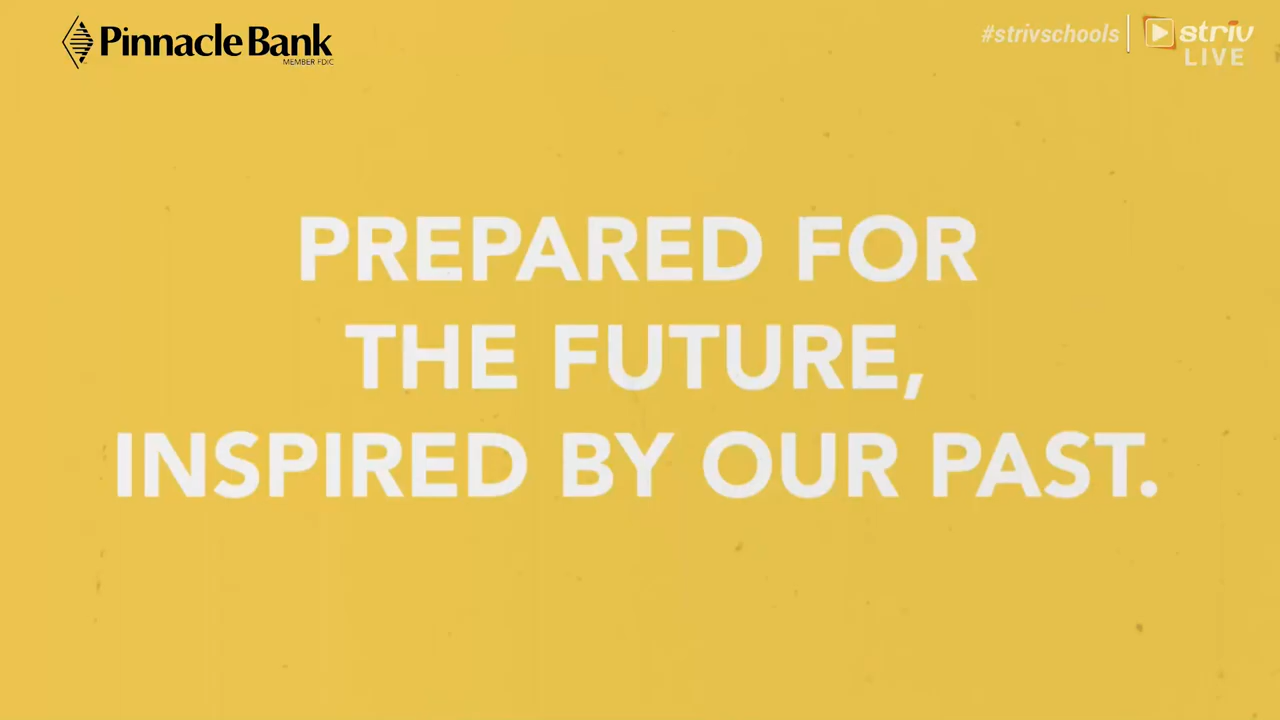 Pinnacle Bank
MEMBER FDIC
#strivschools
striv
LIVE
PREPARED FOR
THE FUTURE,
INSPIRED BY OUR PAST.